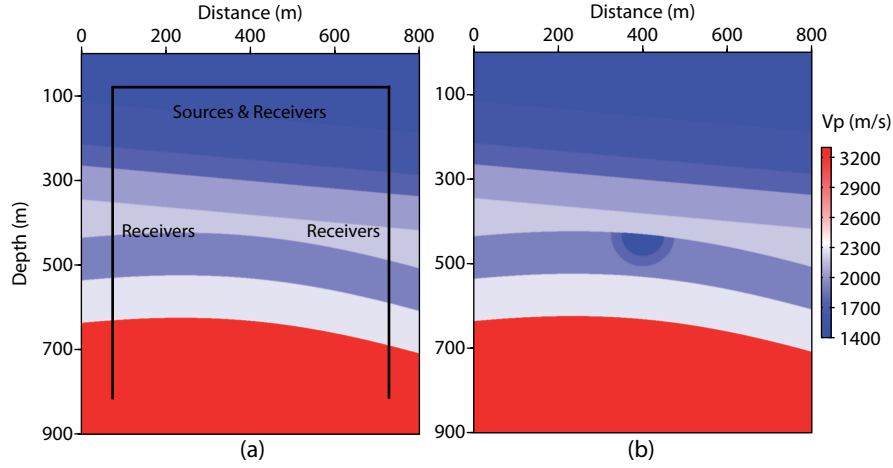 Distance (m)
0 200 400 600 800
Distance (m)
0 200 400 600 800
Depth (m)
100
300
500
700
900
Sources & Receivers
Receivers
Receivers
(a)
100
300
500
700
900
(b)
Vp (m/s)
3200
2900
2600
2300
2000
1700
1400